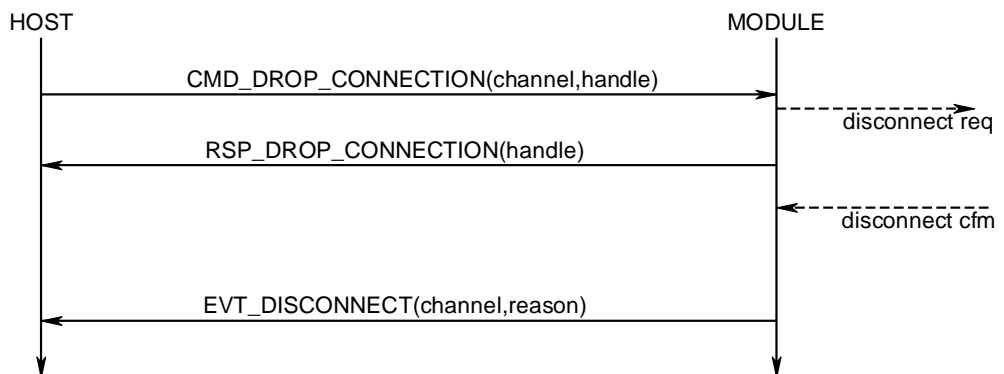 HOST
MODULE
CMD_DROP_CONNECTION(channel,handle)
disconnect req
RSP_DROP_CONNECTION(handle)
disconnect cfm
EVT_DISCONNECT(channel,reason)